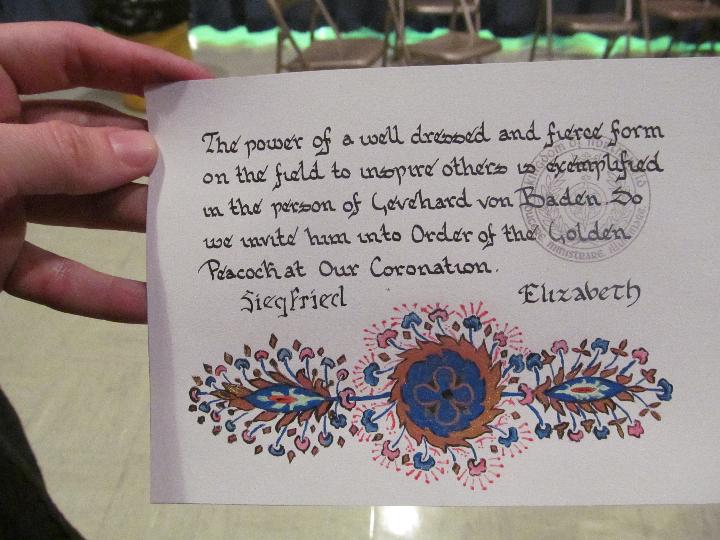 The power of a well dressed and fierce form
on the field to inspire others is exemplified
in the person of Gevehard von Baden. So
we invite him into Order of the Golden
Peacock at Our Coronation.
Siegfried Elizabeth